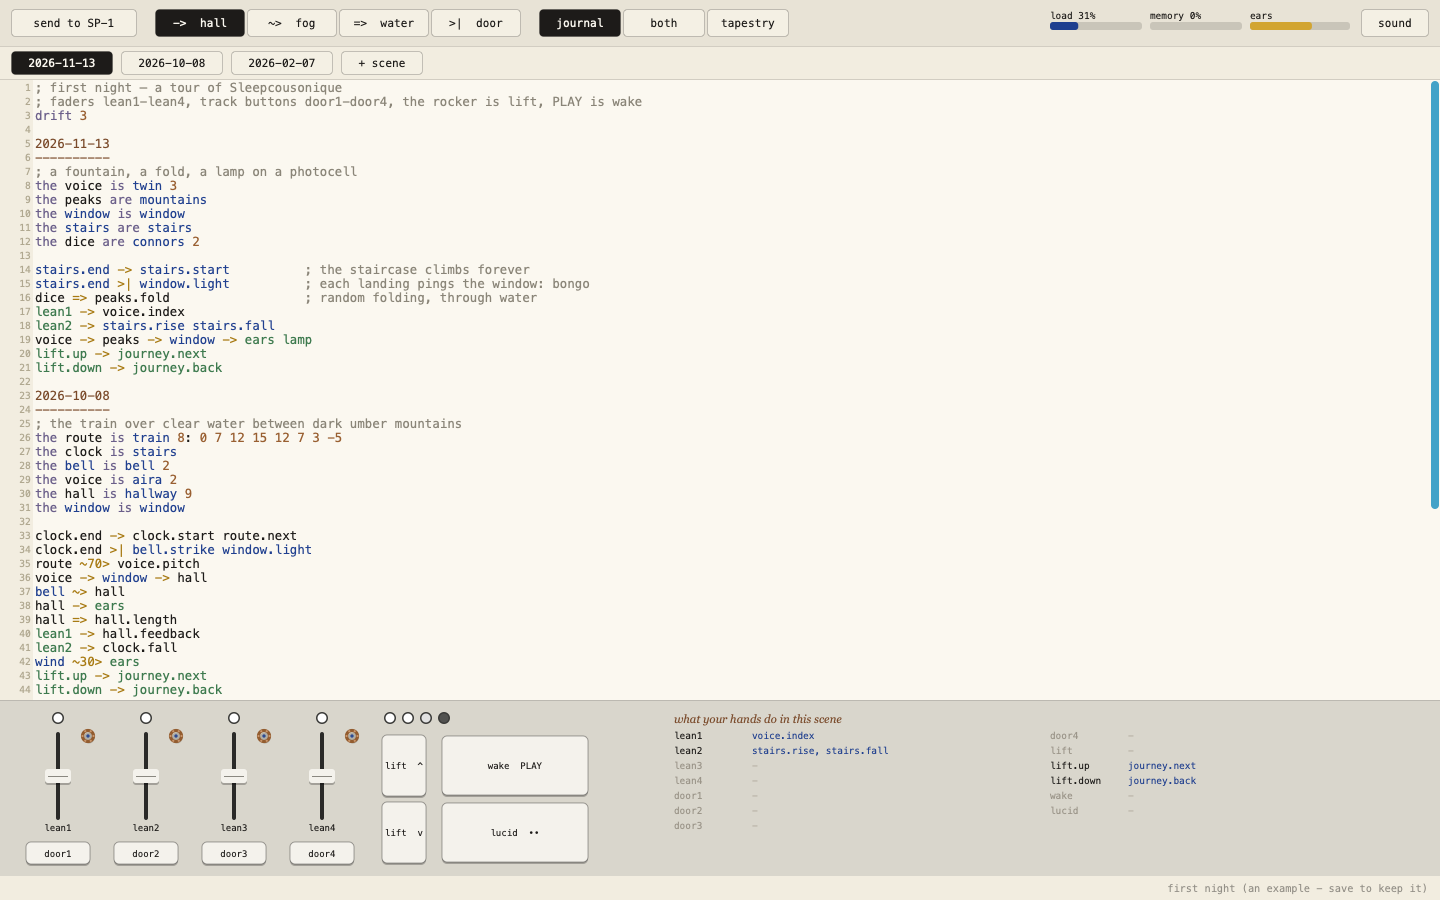 send to SP-1 -> hall ~> fog => water >| door journal both tapestry load 31% memory 0% ears sound
2026-11-13 2026-10-08 2026-02-07 + scene
1 ; first night — a tour of Sleepcousonique
2 ; faders lean1-lean4, track buttons door1-door4, the rocker is lift, PLAY is wake
3 drift 3
4
5 2026-11-13
6 ----------
7 ; a fountain, a fold, a lamp on a photocell
8 the voice is twin 3
9 the peaks are mountains
10 the window is window
11 the stairs are stairs
12 the dice are connors 2
13
14 stairs.end -> stairs.start ; the staircase climbs forever
15 stairs.end >| window.light ; each landing pings the window: bongo
16 dice => peaks.fold ; random folding, through water
17 lean1 -> voice.index
18 lean2 -> stairs.rise stairs.fall
19 voice -> peaks -> window -> ears lamp
20 lift.up -> journey.next
21 lift.down -> journey.back
22
23 2026-10-08
24 ----------
25 ; the train over clear water between dark umber mountains
26 the route is train 8: 0 7 12 15 12 7 3 -5
27 the clock is stairs
28 the bell is bell 2
29 the voice is aira 2
30 the hall is hallway 9
31 the window is window
32
33 clock.end -> clock.start route.next
34 clock.end >| bell.strike window.light
35 route ~70> voice.pitch
36 voice -> window -> hall
37 bell ~> hall
38 hall -> ears
39 hall => hall.length
40 lean1 -> hall.feedback
41 lean2 -> clock.fall
42 wind ~30> ears
43 lift.up -> journey.next
44 lift.down -> journey.back
lean1 lean2 lean3 lean4
door1 door2 door3 door4
lift ^ wake PLAY
lift v lucid ••
what your hands do in this scene
lean1 voice.index
lean2 stairs.rise, stairs.fall
lean3 —
lean4 —
door1 —
door2 —
door3 —
door4 —
lift —
lift.up journey.next
lift.down journey.back
wake —
lucid —
first night (an example — save to keep it)